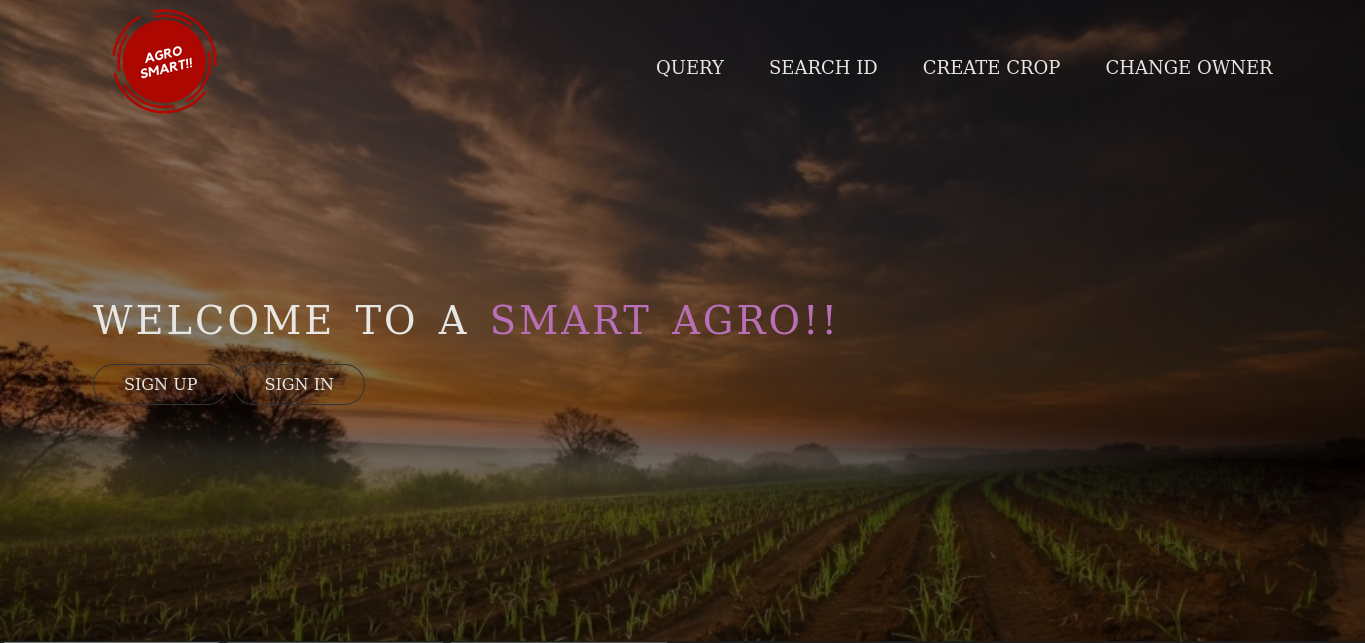 AGRO
SMART!!
QUERY SEARCH ID CREATE CROP CHANGE OWNER
WELCOME TO A SMART AGRO!!
SIGN UP SIGN IN